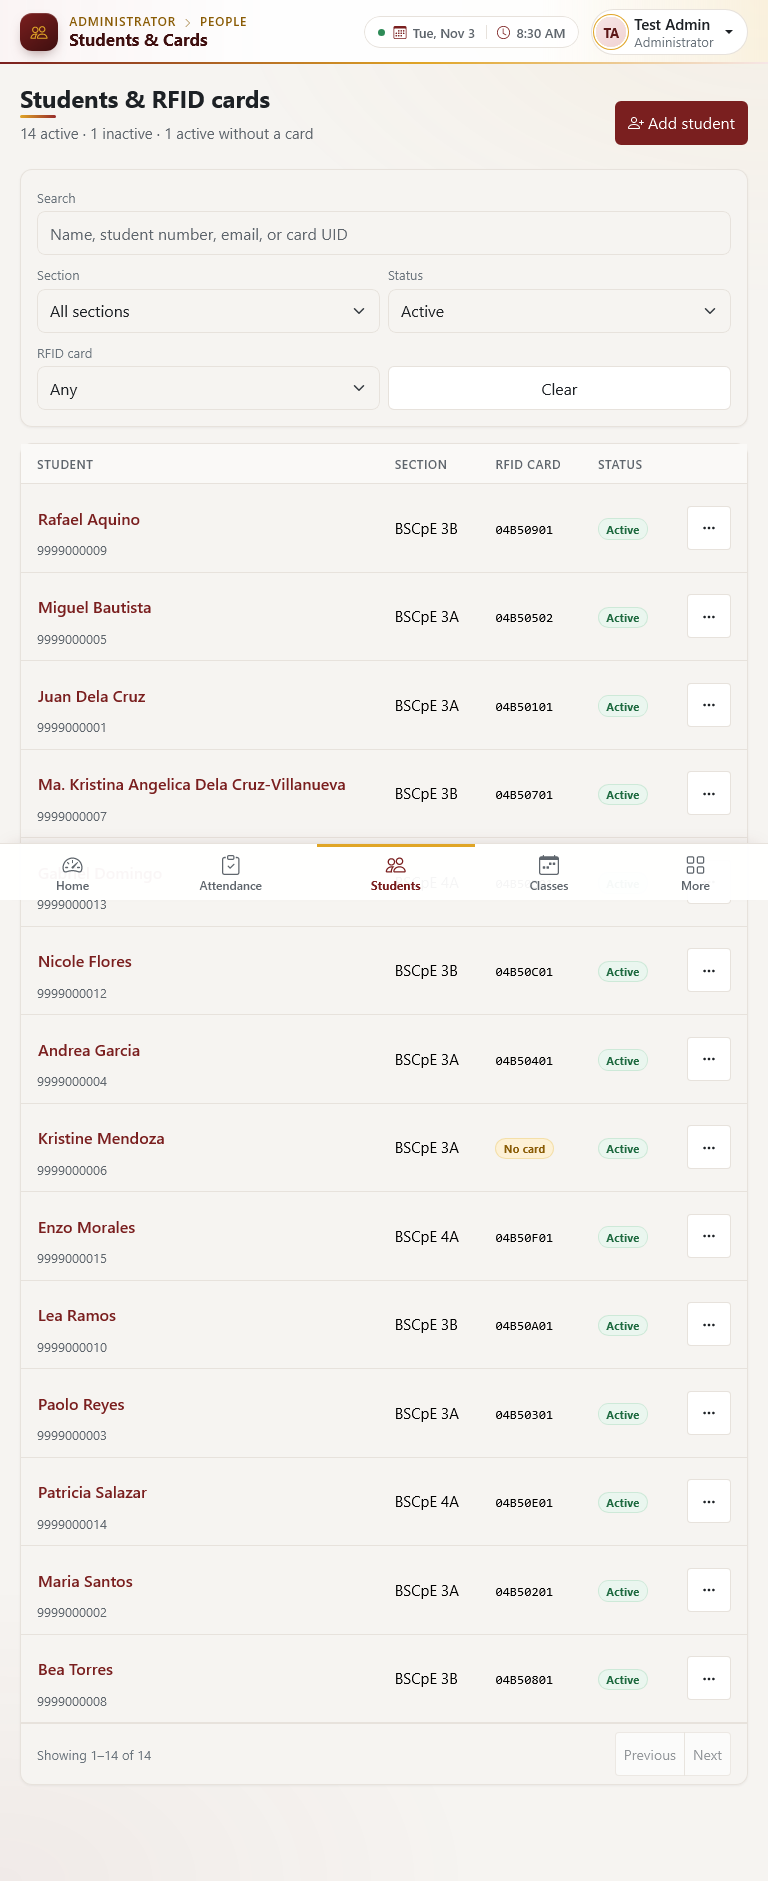 ADMINISTRATOR > PEOPLE
Students & Cards
Tue, Nov 3
8:30 AM
TA
Test Admin
Administrator
Students & RFID cards
14 active · 1 inactive · 1 active without a card
Add student
Search
Name, student number, email, or card UID
Section
Status
All sections
Active
RFID card
Any
Clear
STUDENT SECTION RFID CARD STATUS
Rafael Aquino
9999000009
BSCpE 3B 04B50901 Active
Miguel Bautista
9999000005
BSCpE 3A 04B50502 Active
Juan Dela Cruz
9999000001
BSCpE 3A 04B50101 Active
Ma. Kristina Angelica Dela Cruz-Villanueva
9999000007
BSCpE 3B 04B50701 Active
Domingo
Home
Attendance
Students
Classes
More
9999000013
Nicole Flores
9999000012
BSCpE 3B 04B50C01 Active
Andrea Garcia
9999000004
BSCpE 3A 04B50401 Active
Kristine Mendoza
9999000006
BSCpE 3A No card Active
Enzo Morales
9999000015
BSCpE 4A 04B50F01 Active
Lea Ramos
9999000010
BSCpE 3B 04B50A01 Active
Paolo Reyes
9999000003
BSCpE 3A 04B50301 Active
Patricia Salazar
9999000014
BSCpE 4A 04B50E01 Active
Maria Santos
9999000002
BSCpE 3A 04B50201 Active
Bea Torres
9999000008
BSCpE 3B 04B50801 Active
Showing 1–14 of 14
Previous
Next